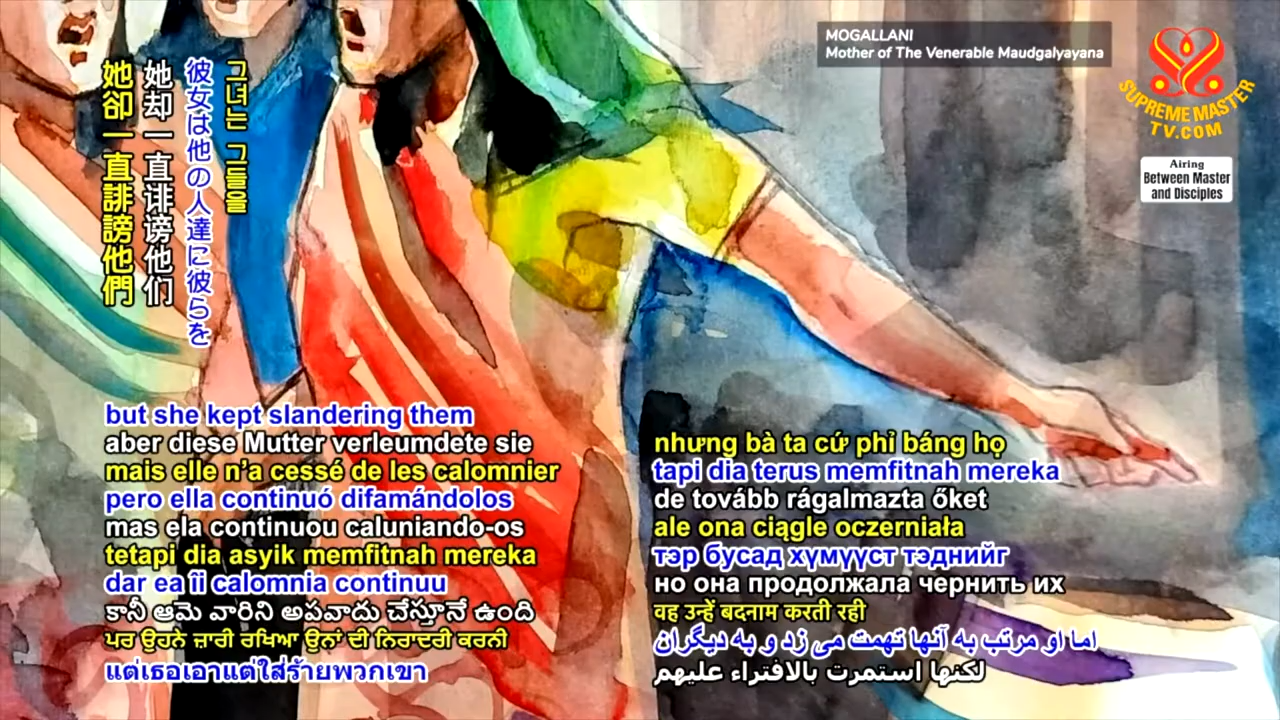 MOGALLANI
Mother of The Venerable Maudgalyayana
SUPREME MASTER
TV.COM
Airing
Between Master
and Disciples
그녀는 그들을
彼女は他の人達に彼らを
她却一直诽谤他们
她卻一直誹謗他們
but she kept slandering them
aber diese Mutter verleumdete sie
mais elle n’a cessé de les calomnier
pero ella continuó difamándolos
mas ela continuou caluniando-os
tetapi dia asyik memfitnah mereka
dar ea îi calomnia continuu
కానీ ఆమె వారిని అపవాదు చేస్తూనే ఉంది
ਪਰ ਉਹਨੇ ਜ਼ਾਰੀ ਰਖਿਆ ਉਨਾਂ ਦੀ ਨਿਰਾਦਰੀ ਕਰਨੀ
แต่เธอเอาแต่ใส่ร้ายพวกเขา
nhưng bà ta cứ phỉ báng họ
tapi dia terus memfitnah mereka
de tovább rágalmazta őket
ale ona ciągle oczerniała
тэр бусад хүмүүст тэднийг
но она продолжала чернить их
वह उन्हें बदनाम करती रही
اما او مرتب به آنها تهمت می زد و به دیگران
لكنها استمرت بالافتراء عليهم